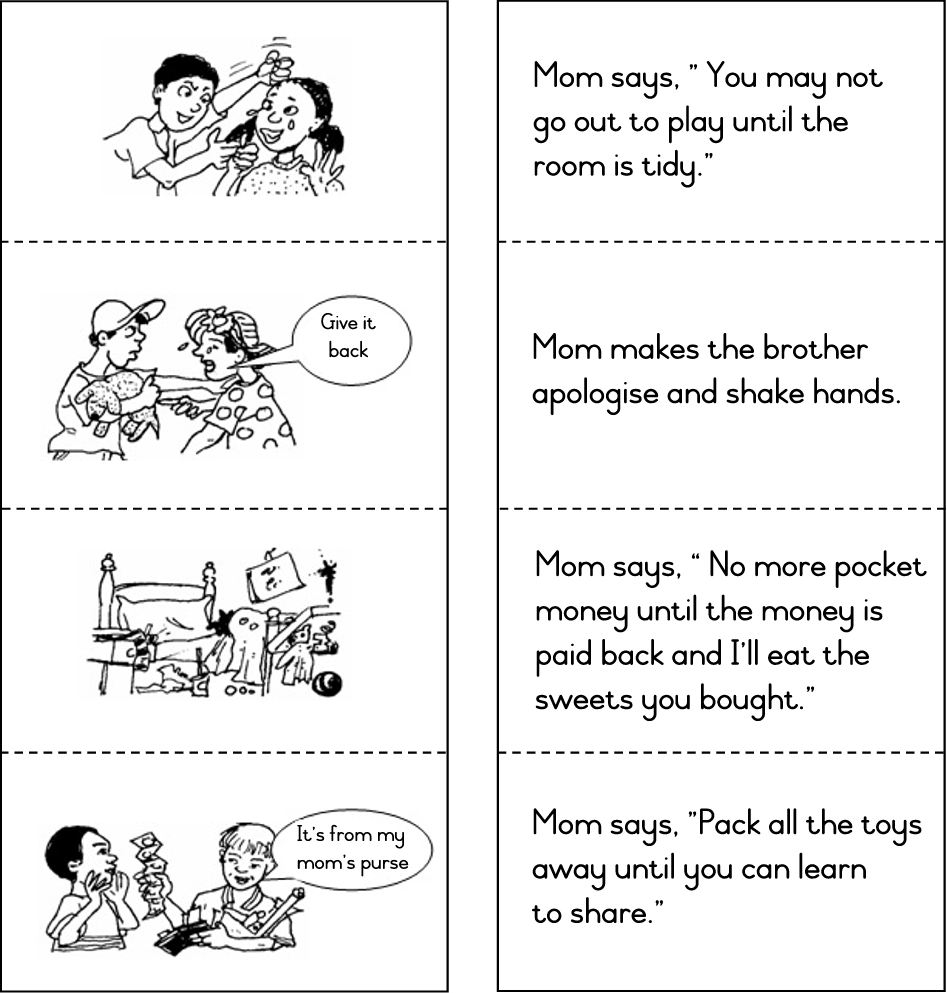 Mom says, ” You may not
go out to play until the
room is tidy.”
Give it
back
Mom makes the brother
apologise and shake hands.
Mom says, “ No more pocket
money until the money is
paid back and I’ll eat the
sweets you bought.”
It’s from my
mom’s purse
Mom says, ”Pack all the toys
away until you can learn
to share.”